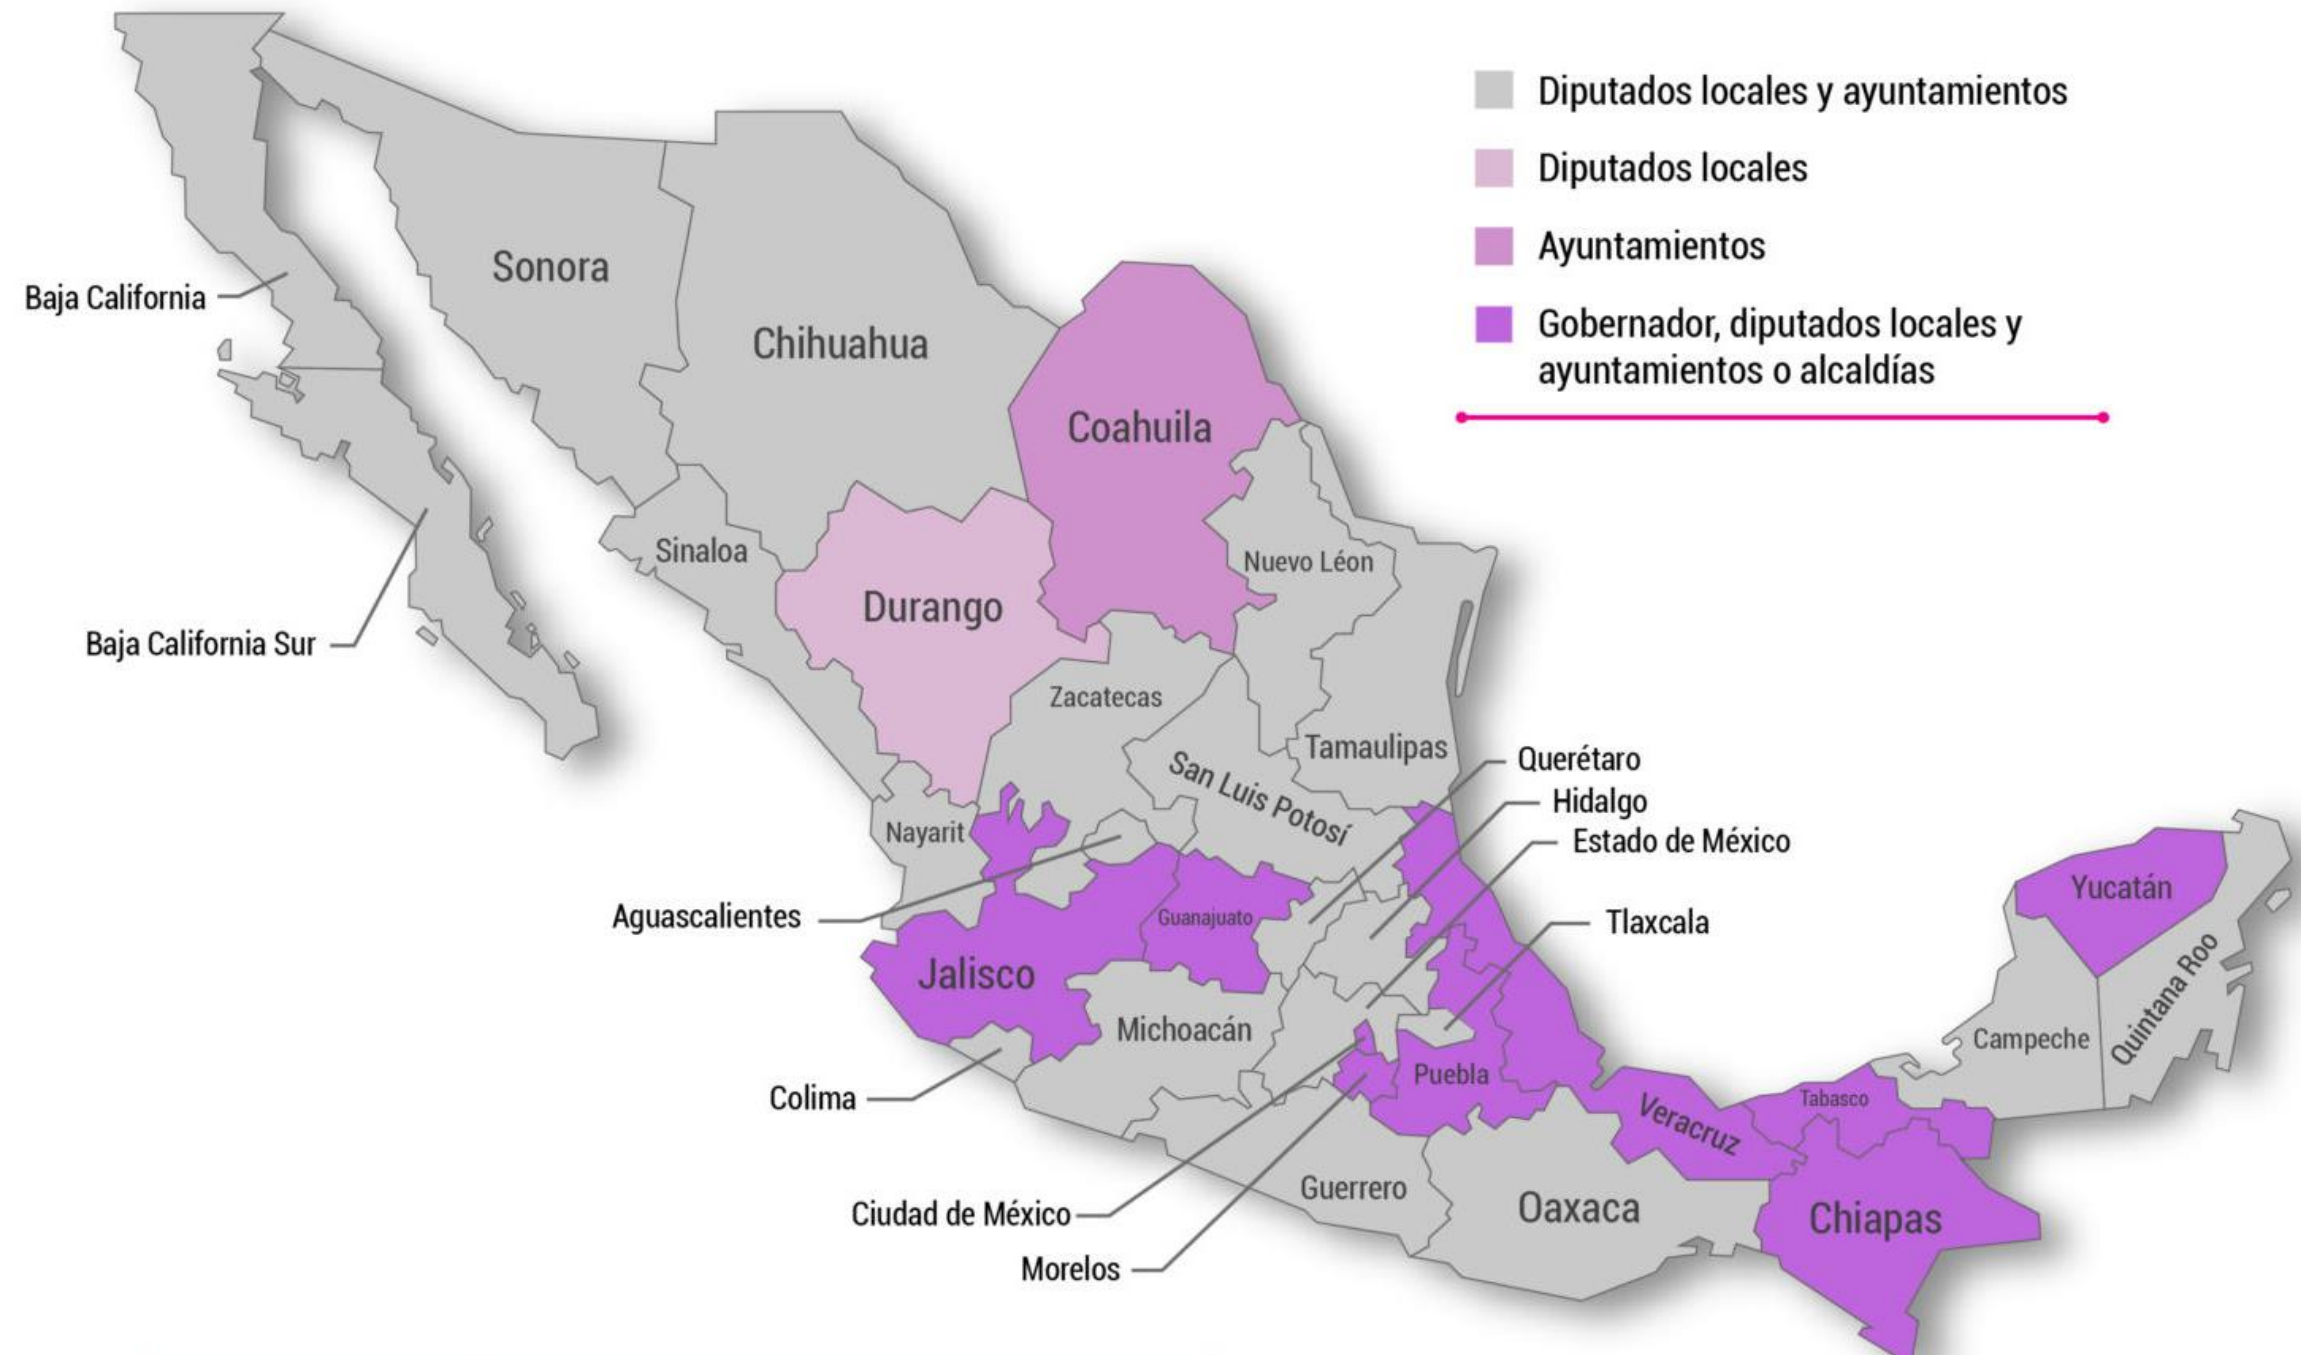 Diputados locales y ayuntamientos
Diputados locales
Ayuntamientos
Gobernador, diputados locales y
ayuntamientos o alcaldías
Sonora
Baja California
Chihuahua
Coahuila
Sinaloa
Nuevo Léon
Durango
Baja California Sur
Zacatecas
Tamaulipas
Querétaro
San Luis Potosí
Hidalgo
Nayarit
Estado de México
Yucatán
Aguascalientes
Guanajuato
Tlaxcala
Jalisco
Quintana Roo
Michoacán
Campeche
Puebla
Colima
Tabasco
Veracruz
Guerrero
Oaxaca
Ciudad de México
Chiapas
Morelos